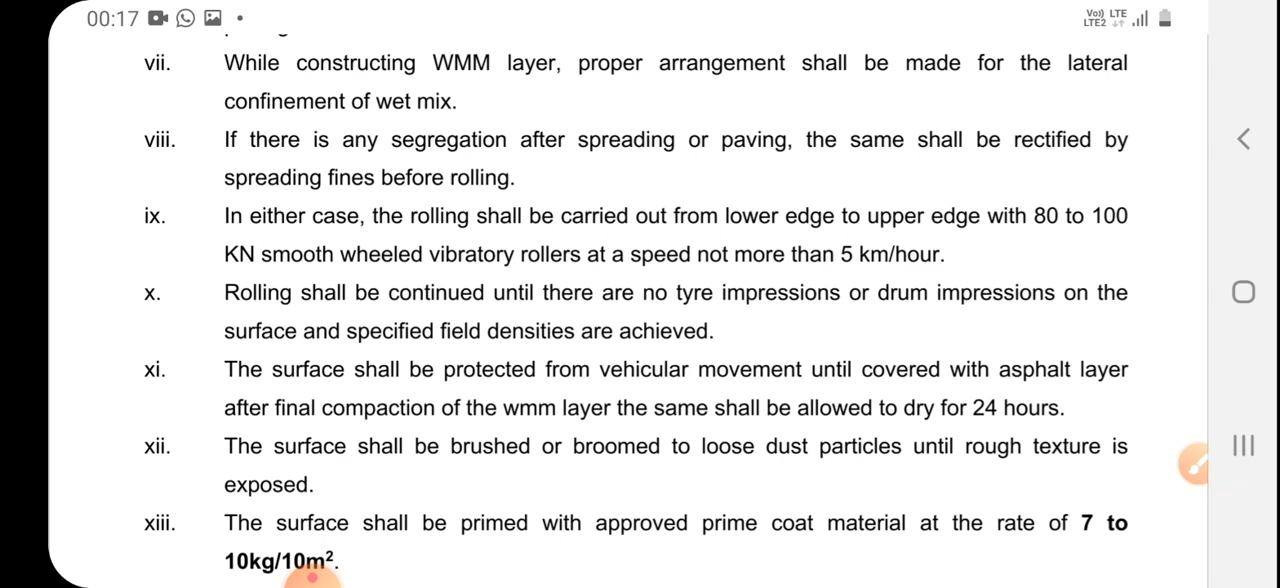 00:17
Vo)) LTE
LTE2
vii. While constructing WMM layer, proper arrangement shall be made for the lateral
confinement of wet mix.
viii. If there is any segregation after spreading or paving, the same shall be rectified by
spreading fines before rolling.
ix. In either case, the rolling shall be carried out from lower edge to upper edge with 80 to 100
KN smooth wheeled vibratory rollers at a speed not more than 5 km/hour.
x. Rolling shall be continued until there are no tyre impressions or drum impressions on the
surface and specified field densities are achieved.
xi. The surface shall be protected from vehicular movement until covered with asphalt layer
after final compaction of the wmm layer the same shall be allowed to dry for 24 hours.
xii. The surface shall be brushed or broomed to loose dust particles until rough texture is
exposed.
xiii. The surface shall be primed with approved prime coat material at the rate of 7 to
10kg/10m².